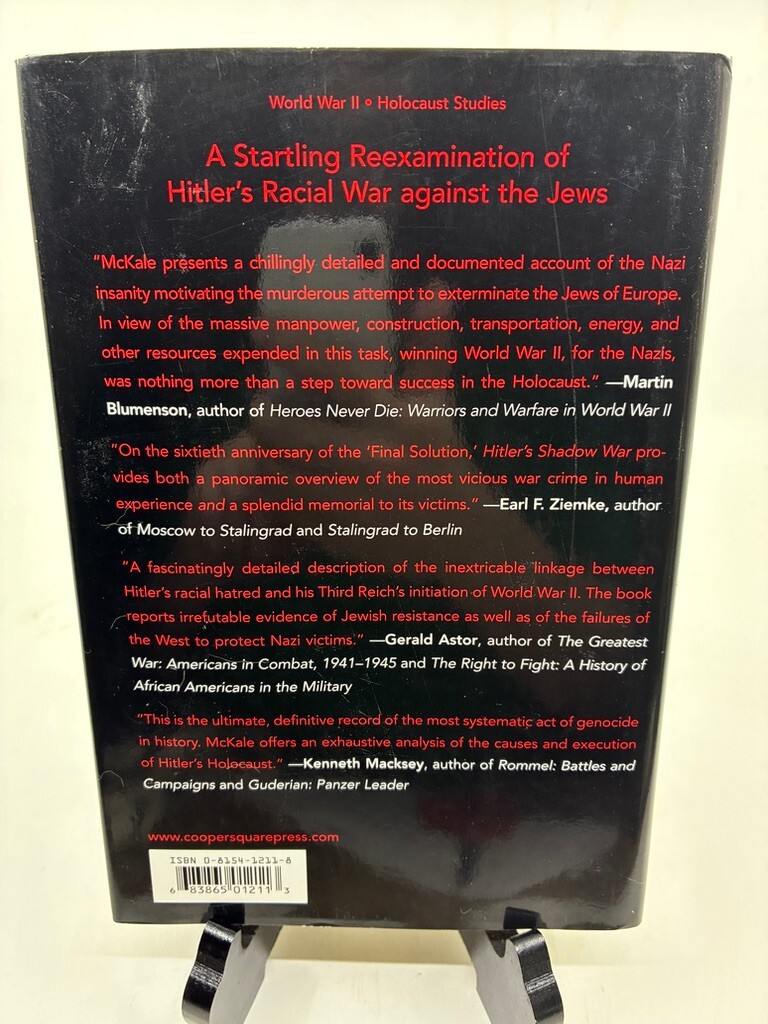 World War II • Holocaust Studies
A Startling Reexamination of
Hitler's Racial War against the Jews
"McKale presents a chillingly detailed and documented account of the Nazi
insanity motivating the murderous attempt to exterminate the Jews of Europe.
In view of the massive manpower, construction, transportation, energy, and
other resources expended in this task, winning World War II, for the Nazis,
was nothing more than a step toward success in the Holocaust." —Martin
Blumenson, author of Heroes Never Die: Warriors and Warfare in World War II
"On the sixtieth anniversary of the 'Final Solution,' Hitler's Shadow War pro-
vides both a panoramic overview of the most vicious war crime in human
experience and a splendid memorial to its victims." —Earl F. Ziemke, author
of Moscow to Stalingrad and Stalingrad to Berlin
"A fascinatingly detailed description of the inextricable linkage between
Hitler's racial hatred and his Third Reich's initiation of World War II. The book
reports irrefutable evidence of Jewish resistance as well as of the failures of
the West to protect Nazi victims." —Gerald Astor, author of The Greatest
War: Americans in Combat, 1941–1945 and The Right to Fight: A History of
African Americans in the Military
"This is the ultimate, definitive record of the most systematic act of genocide
in history. McKale offers an exhaustive analysis of the causes and execution
of Hitler's Holocaust." —Kenneth Macksey, author of Rommel: Battles and
Campaigns and Guderian: Panzer Leader
www.coopersquarepress.com
ISBN 0-8154-1211-8
6 83865 01211 3